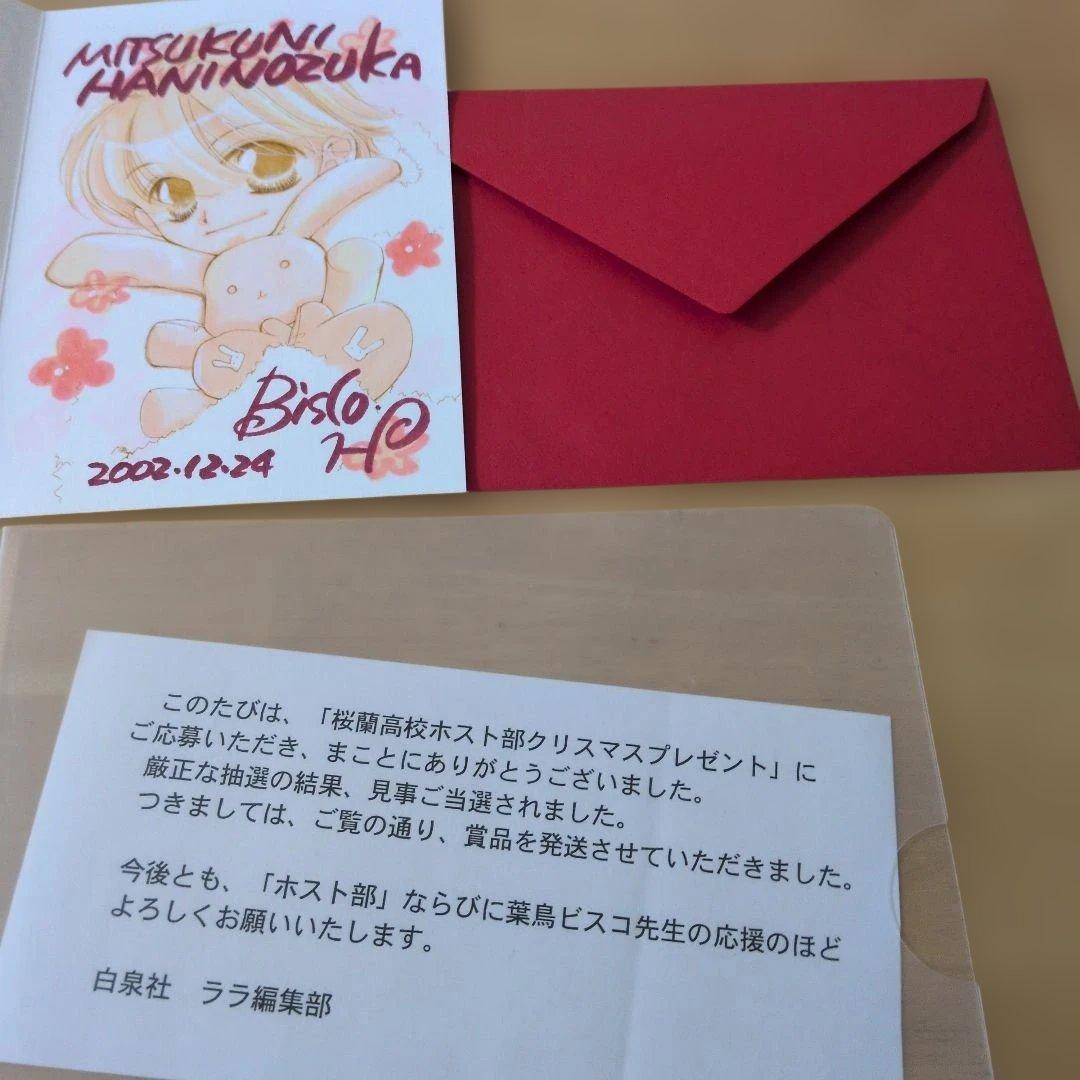 MITSUKUNI
HANINOZUKA
Bisco.H
2002.12.24
このたびは、「桜蘭高校ホスト部クリスマスプレゼント」に
ご応募いただき、まことにありがとうございました。
厳正な抽選の結果、見事ご当選されました。
つきましては、ご覧の通り、賞品を発送させていただきました。
今後とも、「ホスト部」ならびに葉鳥ビスコ先生の応援のほど
よろしくお願いいたします。
白泉社　ララ編集部